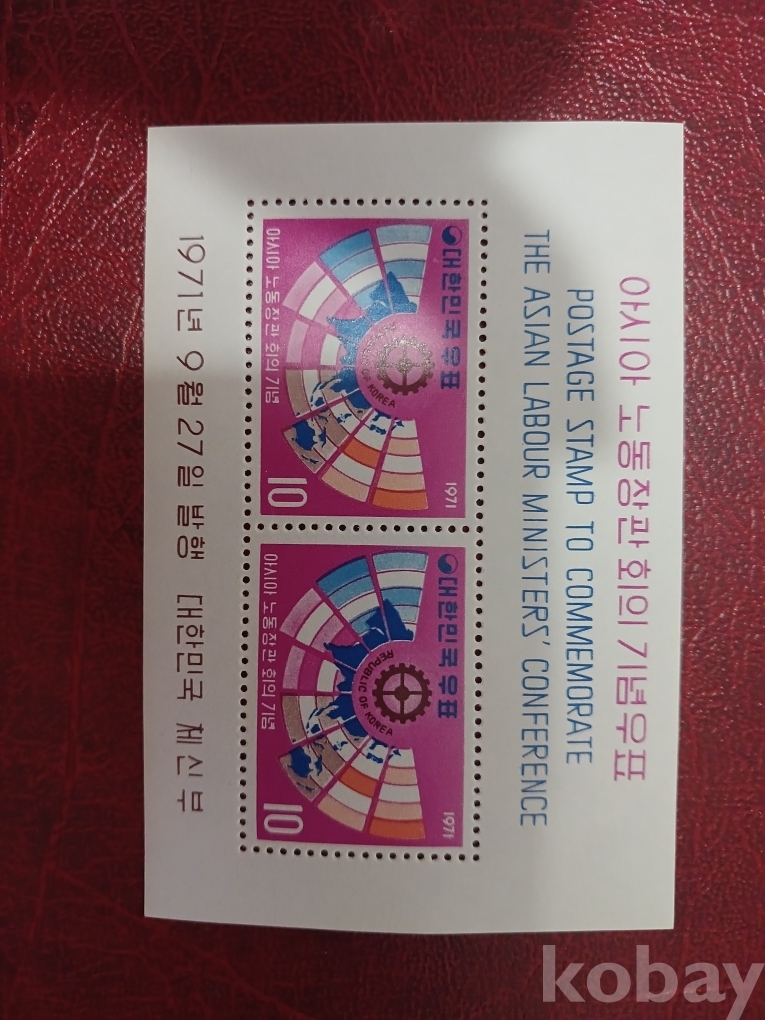 아시아 노동장관 회의 기념우표
POSTAGE STAMP TO COMMEMORATE
THE ASIAN LABOUR MINISTERS' CONFERENCE
대한민국우표
1971
REPUBLIC OF KOREA
아시아 노동장관 회의 기념
10
대한민국우표
1971
REPUBLIC OF KOREA
아시아 노동장관 회의 기념
10
1971년 9월 27일 발행 대한민국 체신부
kobay